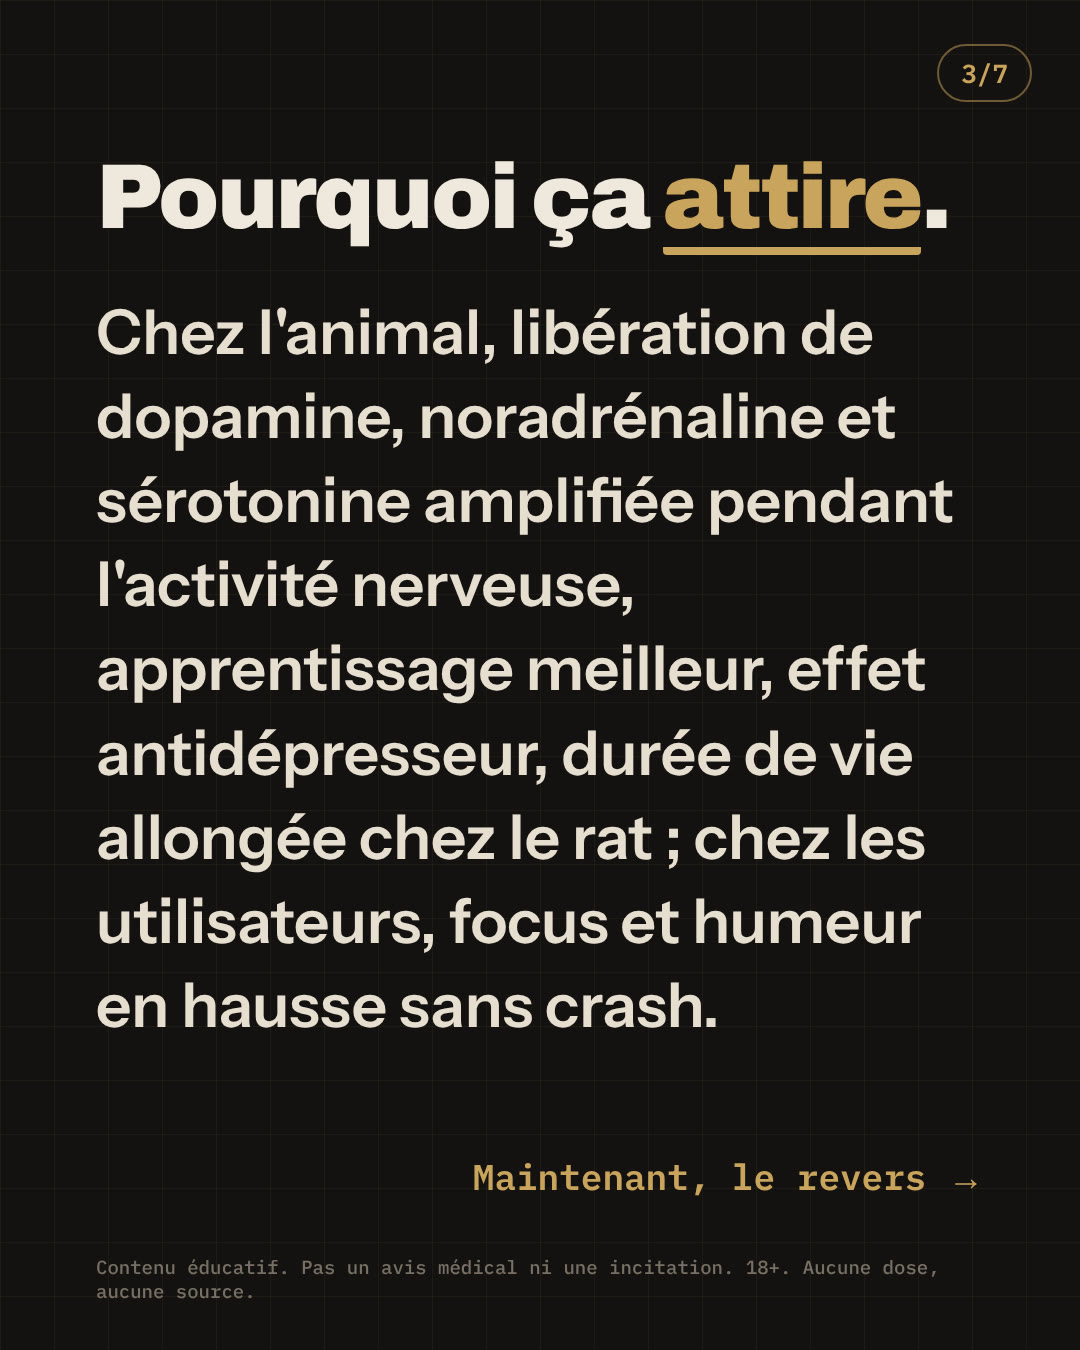 3/7
Pourquoi ça attire.
Chez l'animal, libération de
dopamine, noradrénaline et
sérotonine amplifiée pendant
l'activité nerveuse,
apprentissage meilleur, effet
antidépresseur, durée de vie
allongée chez le rat ; chez les
utilisateurs, focus et humeur
en hausse sans crash.
Maintenant, le revers →
Contenu éducatif. Pas un avis médical ni une incitation. 18+. Aucune dose,
aucune source.